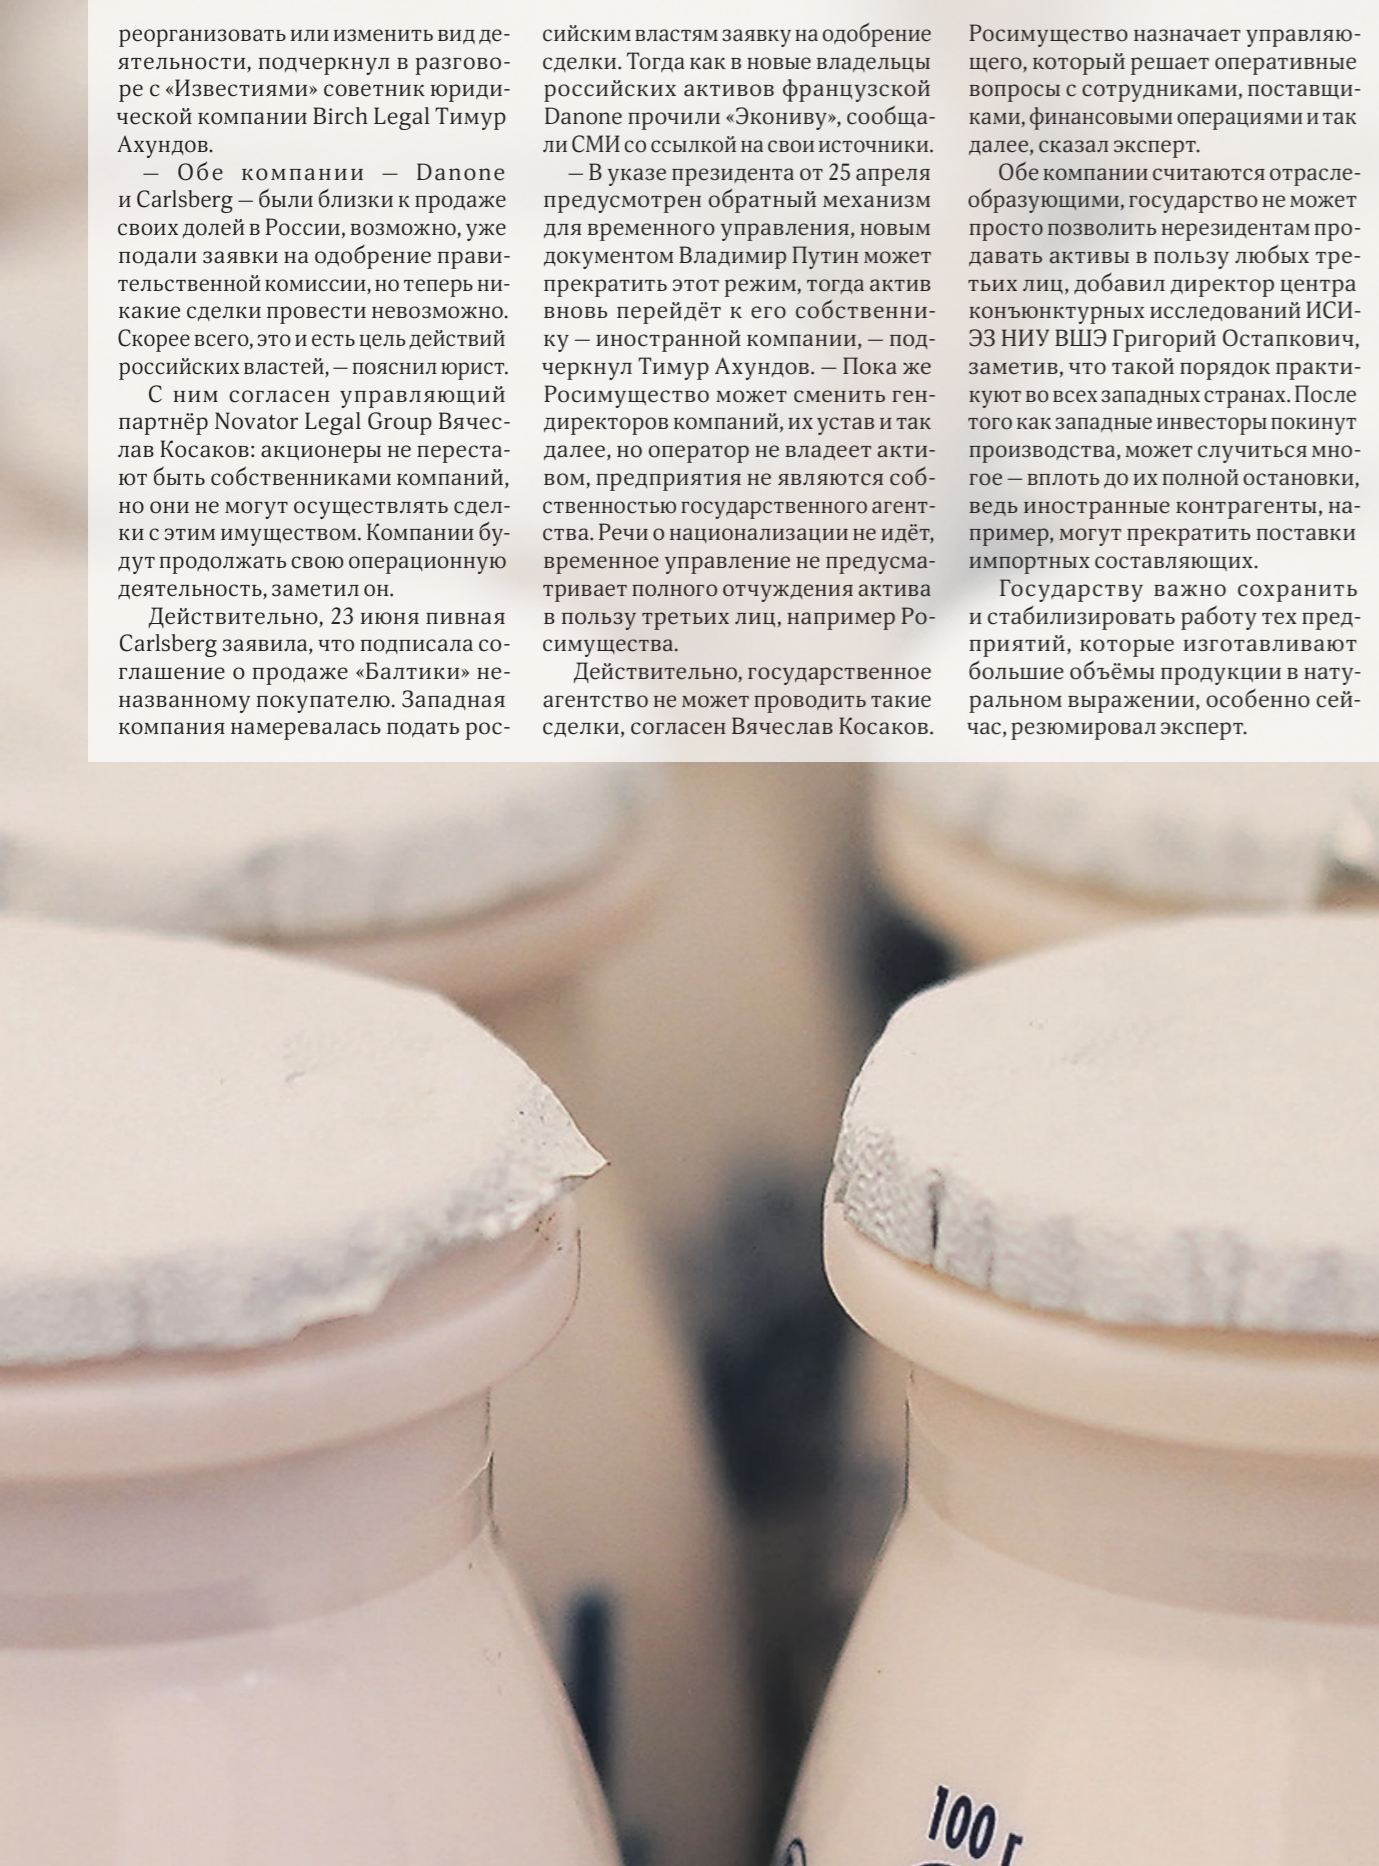 реорганизовать или изменить вид де-
ятельности, подчеркнул в разгово-
ре с «Известиями» советник юриди-
ческой компании Birch Legal Тимур
Ахундов.
— Обе компании — Danone
и Carlsberg — были близки к продаже
своих долей в России, возможно, уже
подали заявки на одобрение прави-
тельственной комиссии, но теперь ни-
какие сделки провести невозможно.
Скорее всего, это и есть цель действий
российских властей, — пояснил юрист.
С ним согласен управляющий
партнёр Novator Legal Group Вячес-
лав Косаков: акционеры не переста-
ют быть собственниками компаний,
но они не могут осуществлять сдел-
ки с этим имуществом. Компании бу-
дут продолжать свою операционную
деятельность, заметил он.
Действительно, 23 июня пивная
Carlsberg заявила, что подписала со-
глашение о продаже «Балтики» не-
названному покупателю. Западная
компания намеревалась подать рос-
сийским властям заявку на одобрение
сделки. Тогда как в новые владельцы
российских активов французской
Danone прочили «Экониву», сообща-
ли СМИ со ссылкой на свои источники.
— В указе президента от 25 апреля
предусмотрен обратный механизм
для временного управления, новым
документом Владимир Путин может
прекратить этот режим, тогда актив
вновь перейдёт к его собственни-
ку — иностранной компании, — под-
черкнул Тимур Ахундов. — Пока же
Росимущество может сменить ген-
директоров компаний, их устав и так
далее, но оператор не владеет акти-
вом, предприятия не являются соб-
ственностью государственного агент-
ства. Речи о национализации не идёт,
временное управление не предусма-
тривает полного отчуждения актива
в пользу третьих лиц, например Ро-
симущества.
Действительно, государственное
агентство не может проводить такие
сделки, согласен Вячеслав Косаков.
Росимущество назначает управляю-
щего, который решает оперативные
вопросы с сотрудниками, поставщи-
ками, финансовыми операциями и так
далее, сказал эксперт.
Обе компании считаются отрасле-
образующими, государство не может
просто позволить нерезидентам про-
давать активы в пользу любых тре-
тьих лиц, добавил директор центра
конъюнктурных исследований ИСИ-
ЭЗ НИУ ВШЭ Григорий Остапкович,
заметив, что такой порядок практи-
куют во всех западных странах. После
того как западные инвесторы покинут
производства, может случиться мно-
гое — вплоть до их полной остановки,
ведь иностранные контрагенты, на-
пример, могут прекратить поставки
импортных составляющих.
Государству важно сохранить
и стабилизировать работу тех пред-
приятий, которые изготавливают
большие объёмы продукции в нату-
ральном выражении, особенно сей-
час, резюмировал эксперт.
100 г